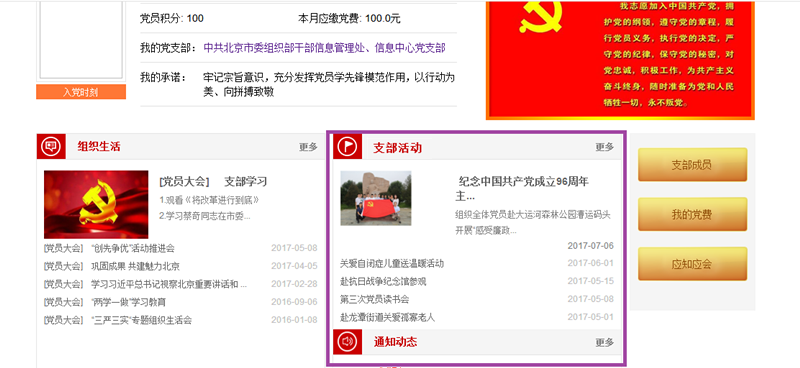 党员积分: 100
本月应缴党费: 100.0元
我的党支部: 中共北京市委组织部干部信息管理处、信息中心党支部
我的承诺: 牢记宗旨意识，充分发挥党员学先锋模范作用，以行动为
美、向拼搏致敬
入党时刻
我志愿加入中国共产党，拥
护党的纲领，遵守党的章程，履
行党员义务，执行党的决定，严
守党的纪律，保守党的秘密，对
党忠诚，积极工作，为共产主义
奋斗终身，随时准备为党和人民
牺牲一切，永不叛党。
组织生活
更多
[党员大会] 支部学习
1.观看《将改革进行到底》
2.学习蔡奇同志在市委...
[党员大会] “创先争优”活动推进会 2017-05-08
[党员大会] 巩固成果 共建魅力北京 2017-04-05
[党员大会] 学习习近平总书记视察北京重要讲话和 ... 2017-02-28
[党员大会] “两学一做”学习教育 2016-09-06
[党员大会] “三严三实”专题组织生活会 2016-01-08
支部活动
更多
纪念中国共产党成立96周年
主...
组织全体党员赴大运河森林公园漕运码头
开展“感受廉政...
2017-07-06
关爱自闭症儿童送温暖活动 2017-06-01
赴抗日战争纪念馆参观 2017-05-15
第三次党员读书会 2017-05-08
赴龙潭街道关爱孤寡老人 2017-05-01
通知动态
更多
支部成员
我的党费
应知应会